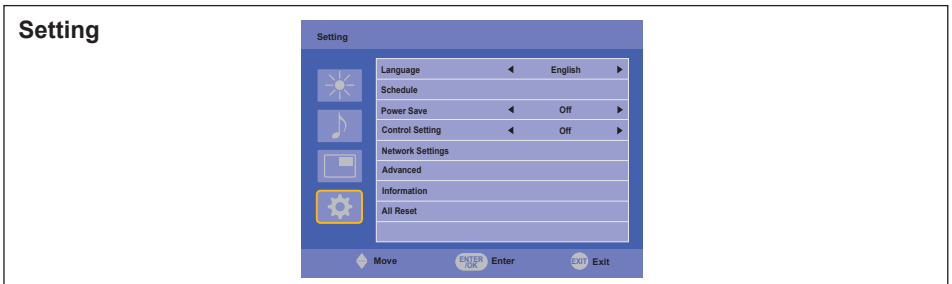 Setting
Setting
Language English
Schedule
Power Save Off
Control Setting Off
Network Settings
Advanced
Information
All Reset
Move ENTER /OK Enter EXIT Exit